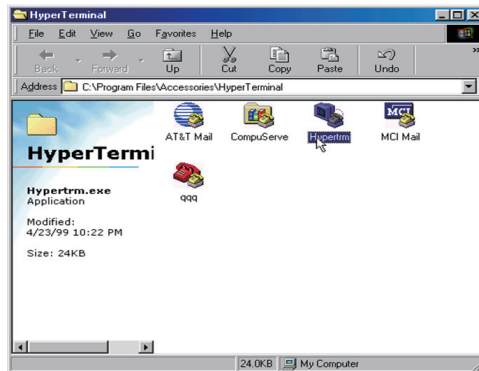 HyperTerminal
File Edit View Go Favorites Help
Back Forward Up Cut Copy Paste Undo »
Address C:\Program Files\Accessories\HyperTerminal
AT&T Mail CompuServe Hypertrm MCI Mail
MCI
qqq
HyperTermi
Hypertrm.exe
Application
Modified:
4/23/99 10:22 PM
Size: 24KB
24.0KB My Computer